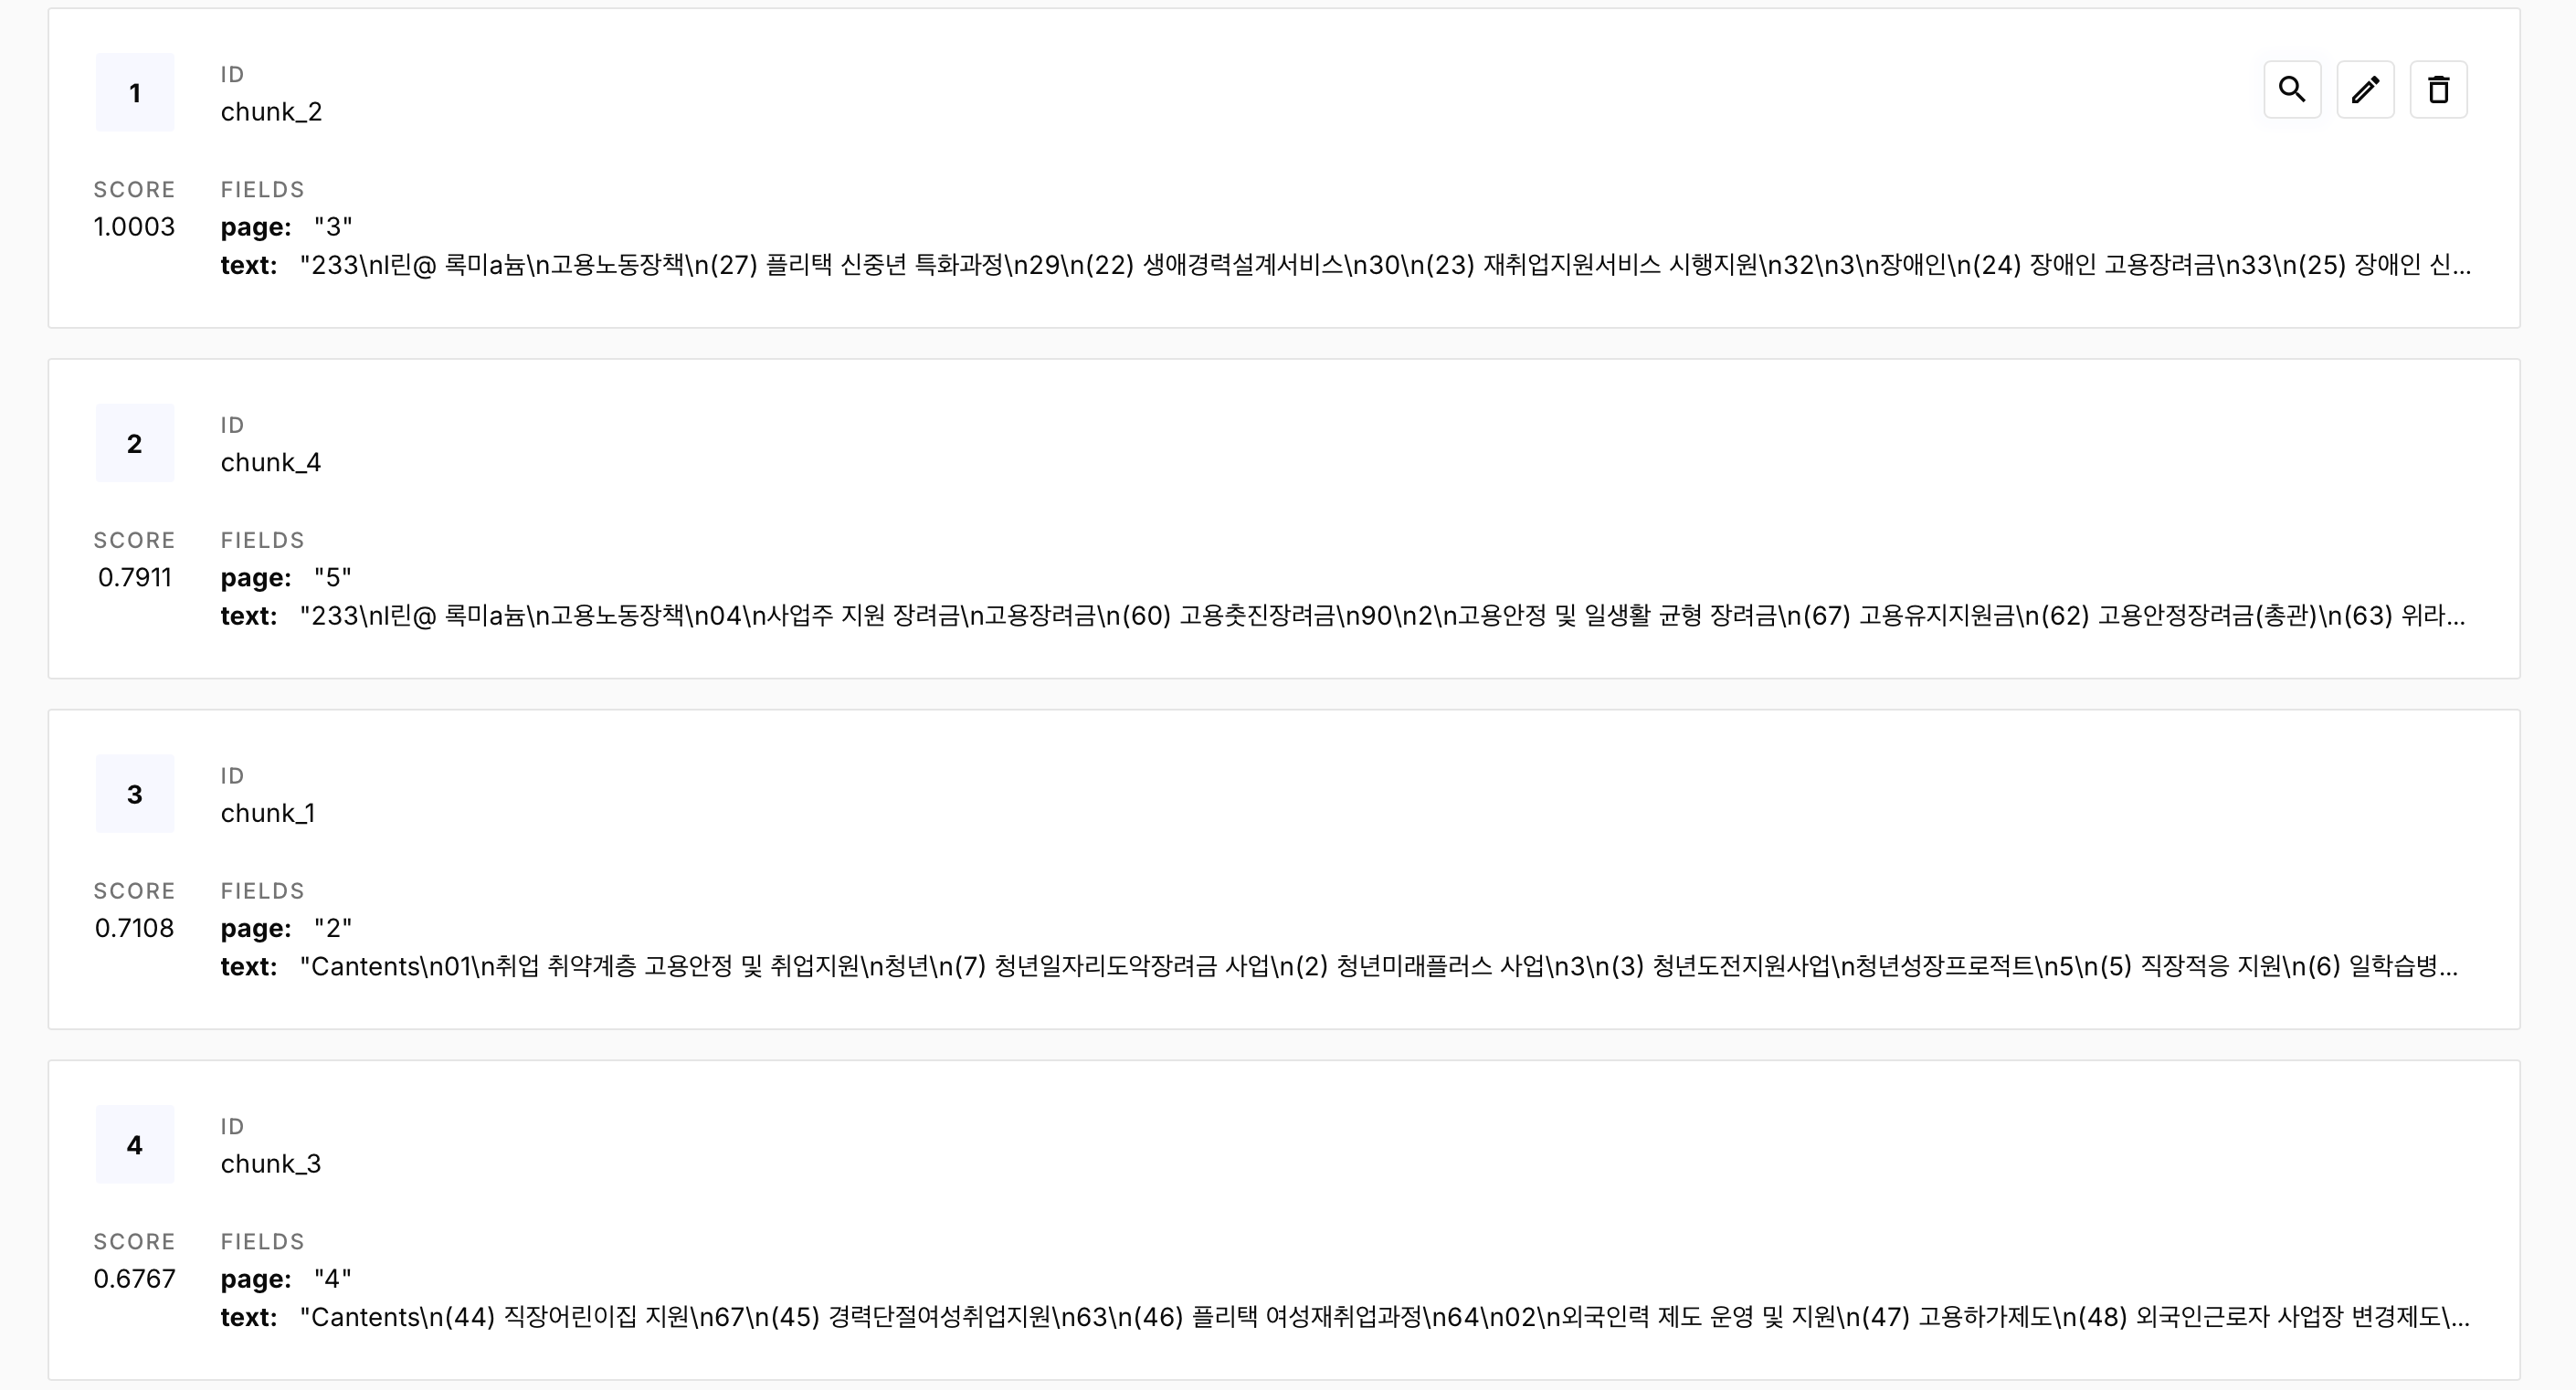 1
ID
chunk_2
SCORE
FIELDS
1.0003
page: "3"
text: "233\nl린@ 록미a늄\n고용노동장책\n(27) 플리택 신중년 특화과정\n29\n(22) 생애경력설계서비스\n30\n(23) 재취업지원서비스 시행지원\n32\n3\n장애인\n(24) 장애인 고용장려금\n33\n(25) 장애인 신...
2
ID
chunk_4
SCORE
FIELDS
0.7911
page: "5"
text: "233\nl린@ 록미a늄\n고용노동장책\n04\n사업주 지원 장려금\n고용장려금\n(60) 고용춧진장려금\n90\n2\n고용안정 및 일생활 균형 장려금\n(67) 고용유지지원금\n(62) 고용안정장려금(총관)\n(63) 위라...
3
ID
chunk_1
SCORE
FIELDS
0.7108
page: "2"
text: "Cantents\n01\n취업 취약계층 고용안정 및 취업지원\n청년\n(7) 청년일자리도약장려금 사업\n(2) 청년미래플러스 사업\n3\n(3) 청년도전지원사업\n청년성장프로적트\n5\n(5) 직장적응 지원\n(6) 일학습병...
4
ID
chunk_3
SCORE
FIELDS
0.6767
page: "4"
text: "Cantents\n(44) 직장어린이집 지원\n67\n(45) 경력단절여성취업지원\n63\n(46) 플리택 여성재취업과정\n64\n02\n외국인력 제도 운영 및 지원\n(47) 고용하가제도\n(48) 외국인근로자 사업장 변경제도\...